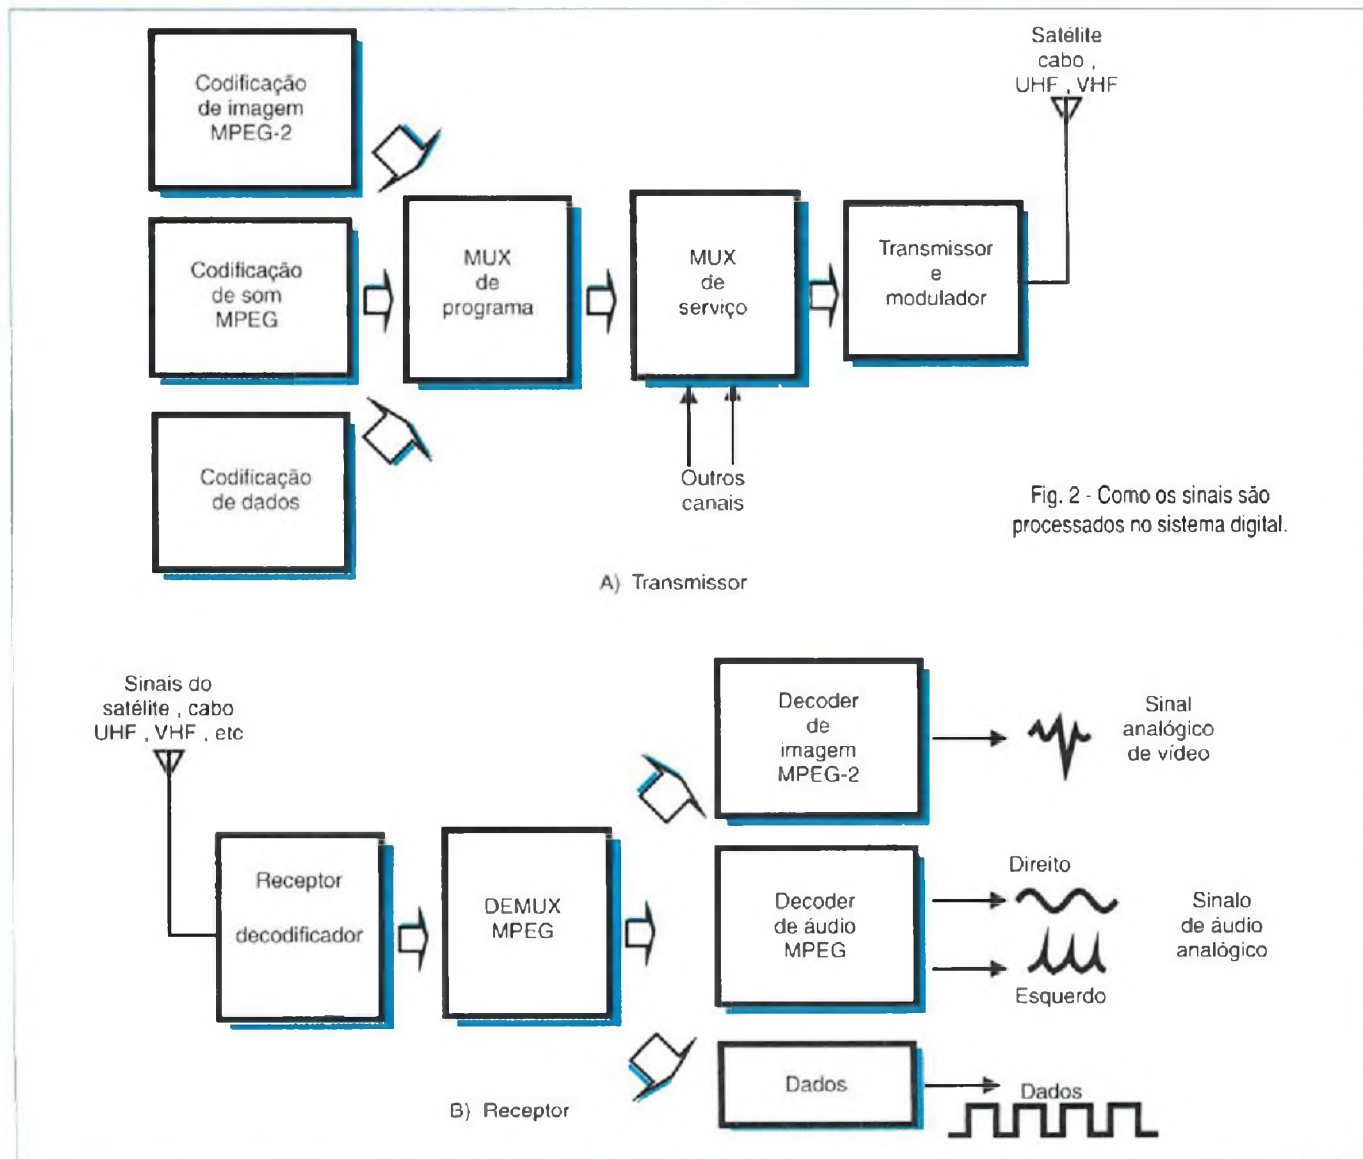 Satélite
cabo ,
UHF , VHF
Codificação
de imagem
MPEG-2
Codificação
de som
MPEG
MUX
de
programa
MUX
de
serviço
Transmissor
e
modulador
Codificação
de dados
Outros
canais
Fig. 2 - Como os sinais são
processados no sistema digital.
A) Transmissor
Sinais do
satélite , cabo
UHF , VHF , etc
Receptor
decodificador
DEMUX
MPEG
Decoder
de
imagem
MPEG-2
Sinal
analógico
de vídeo
Decoder
de áudio
MPEG
Direito
Esquerdo
Sinalo
de áudio
analógico
Dados
Dados
B) Receptor